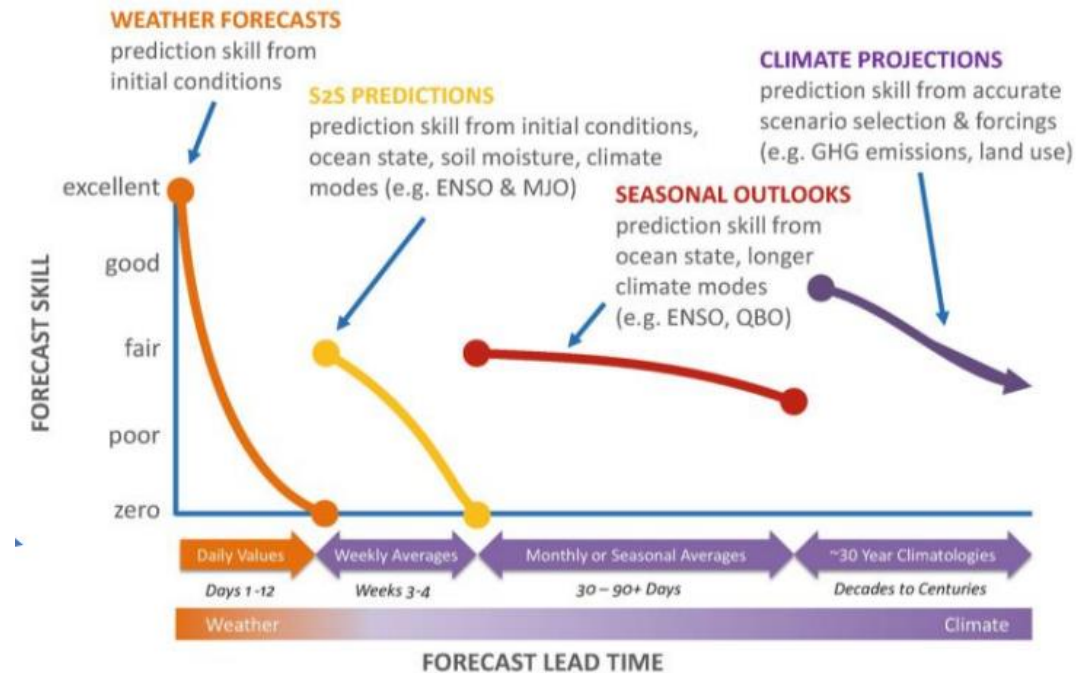 WEATHER FORECASTS
prediction skill from
initial conditions
S2S PREDICTIONS
prediction skill from initial conditions,
ocean state, soil moisture, climate
modes (e.g. ENSO & MJO)
CLIMATE PROJECTIONS
prediction skill from accurate
scenario selection & forcings
(e.g. GHG emissions, land use)
SEASONAL OUTLOOKS
prediction skill from
ocean state, longer
climate modes
(e.g. ENSO, QBO)
FORECAST SKILL
excellent
good
fair
poor
zero
Daily Values
Weekly Averages
Monthly or Seasonal Averages
~30 Year Climatologies
Days 1-12
Weeks 3-4
30 – 90+ Days
Decades to Centuries
Weather
Climate
FORECAST LEAD TIME